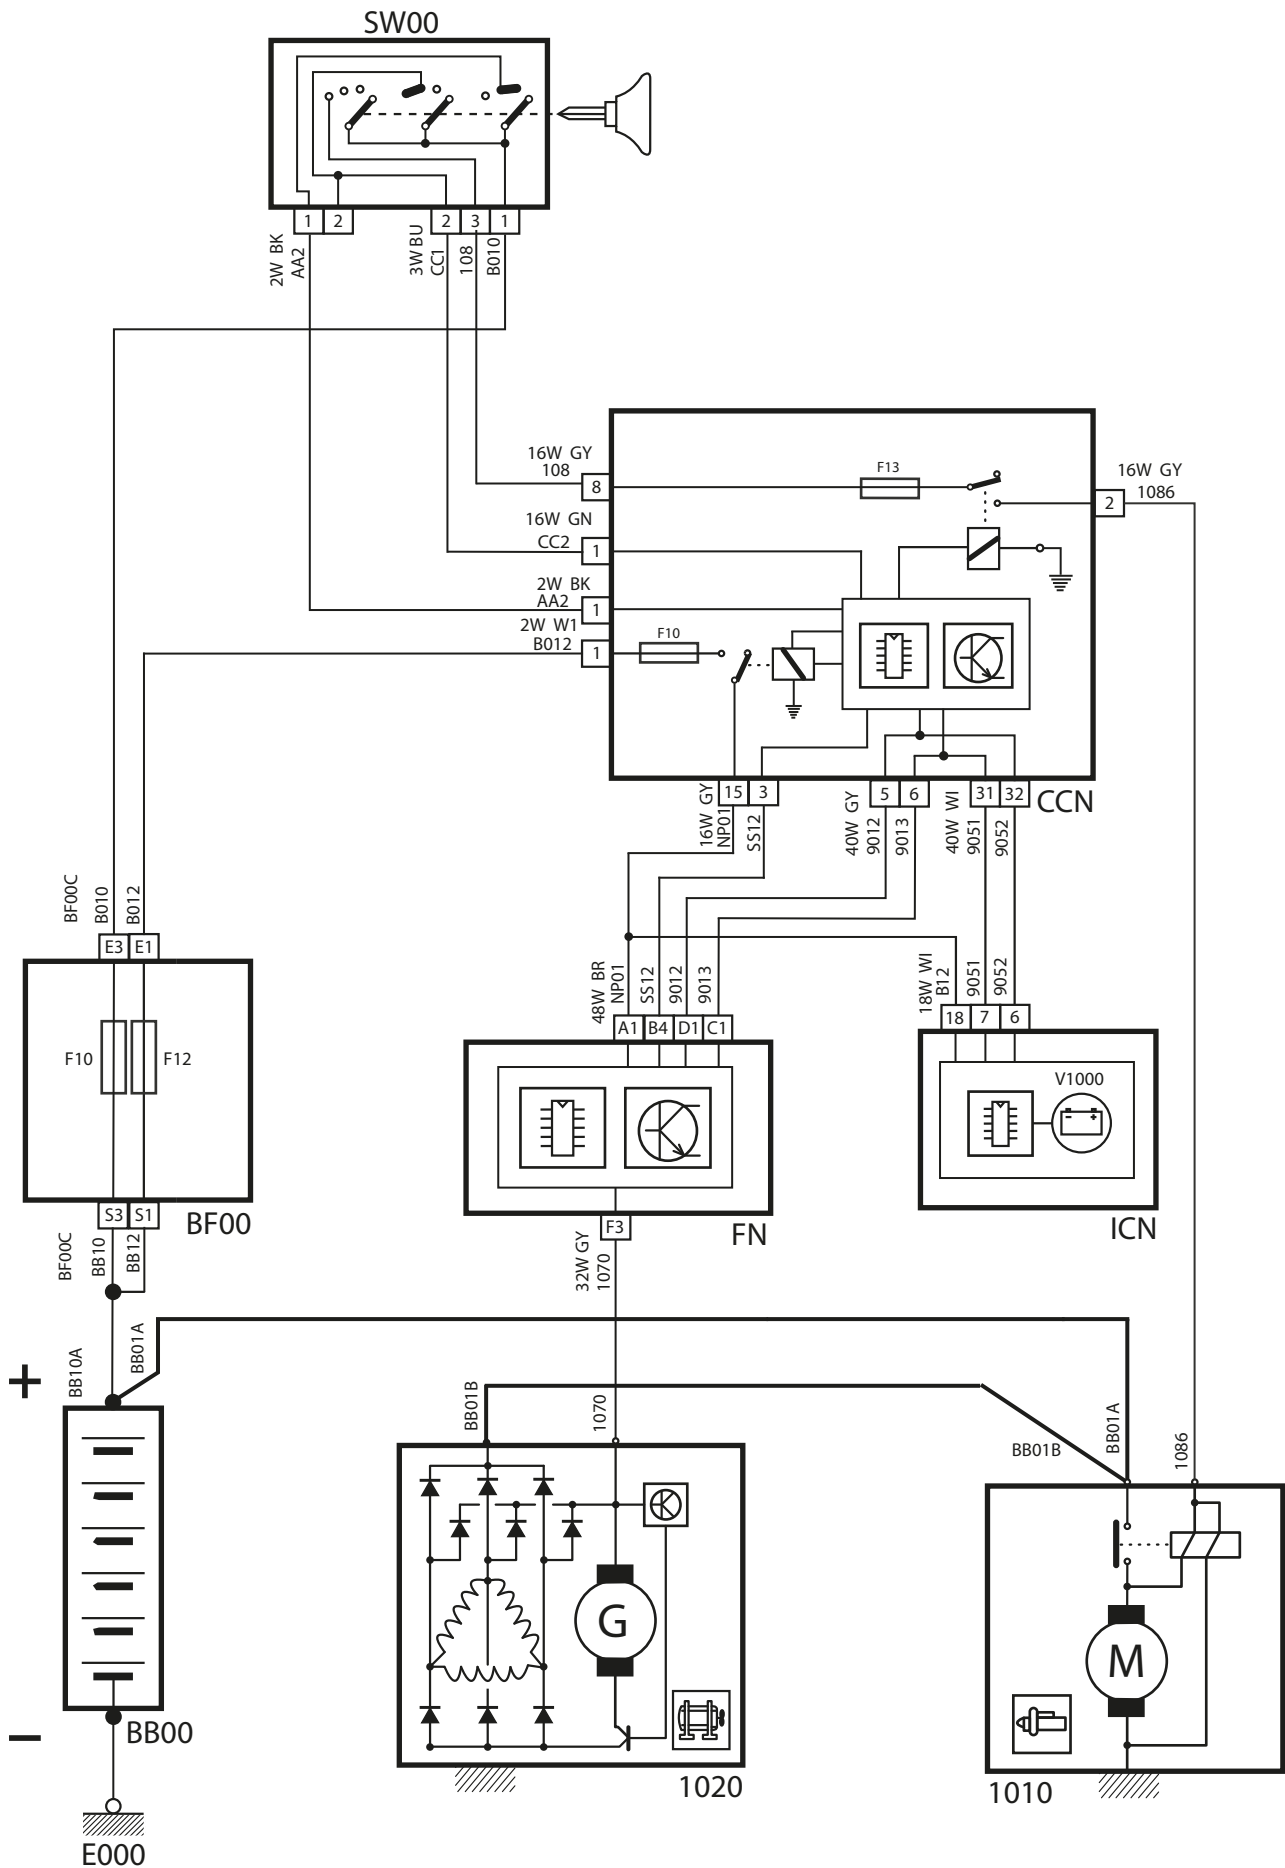 SW00
1
2
2
3
1
2W BK
AA2
3W BU
CC1
108
B010
16W GY
108
8
F13
16W GY
1086
2
16W GN
CC2
1
2W BK
AA2
1
2W W1
B012
1
F10
15
3
5
6
31
32
CCN
16W GY
NP01
SS12
40W GY
9012
9013
40W WI
9051
9052
BF00C
B010
B012
E3
E1
F10
F12
S3
S1
BF00
BF00C
BB10
BB12
48W BR
NP01
SS12
9012
9013
A1
B4
D1
C1
F3
FN
32W GY
1070
18W WI
B12
9051
9052
18
7
6
V1000
-
+
ICN
+
BB10A
BB01A
BB01B
1070
BB01B
BB01A
1086
G
M
–
BB00
1020
1010
E000